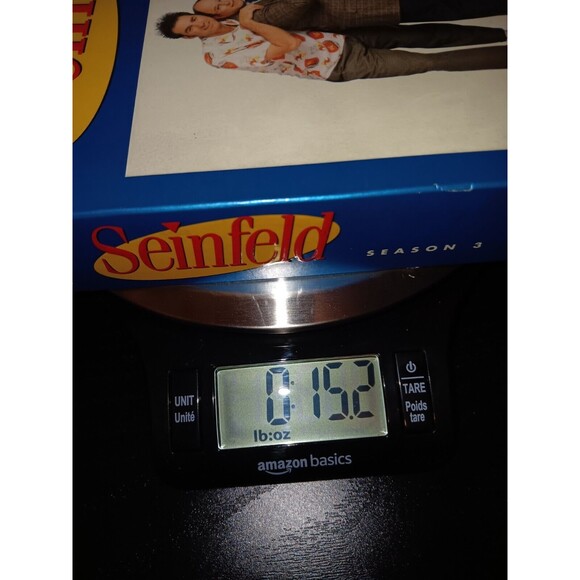 Seinfeld
SEASON 3
UNIT
Unité
0:15.2
lb:oz
TARE
Poids
tare
amazon basics